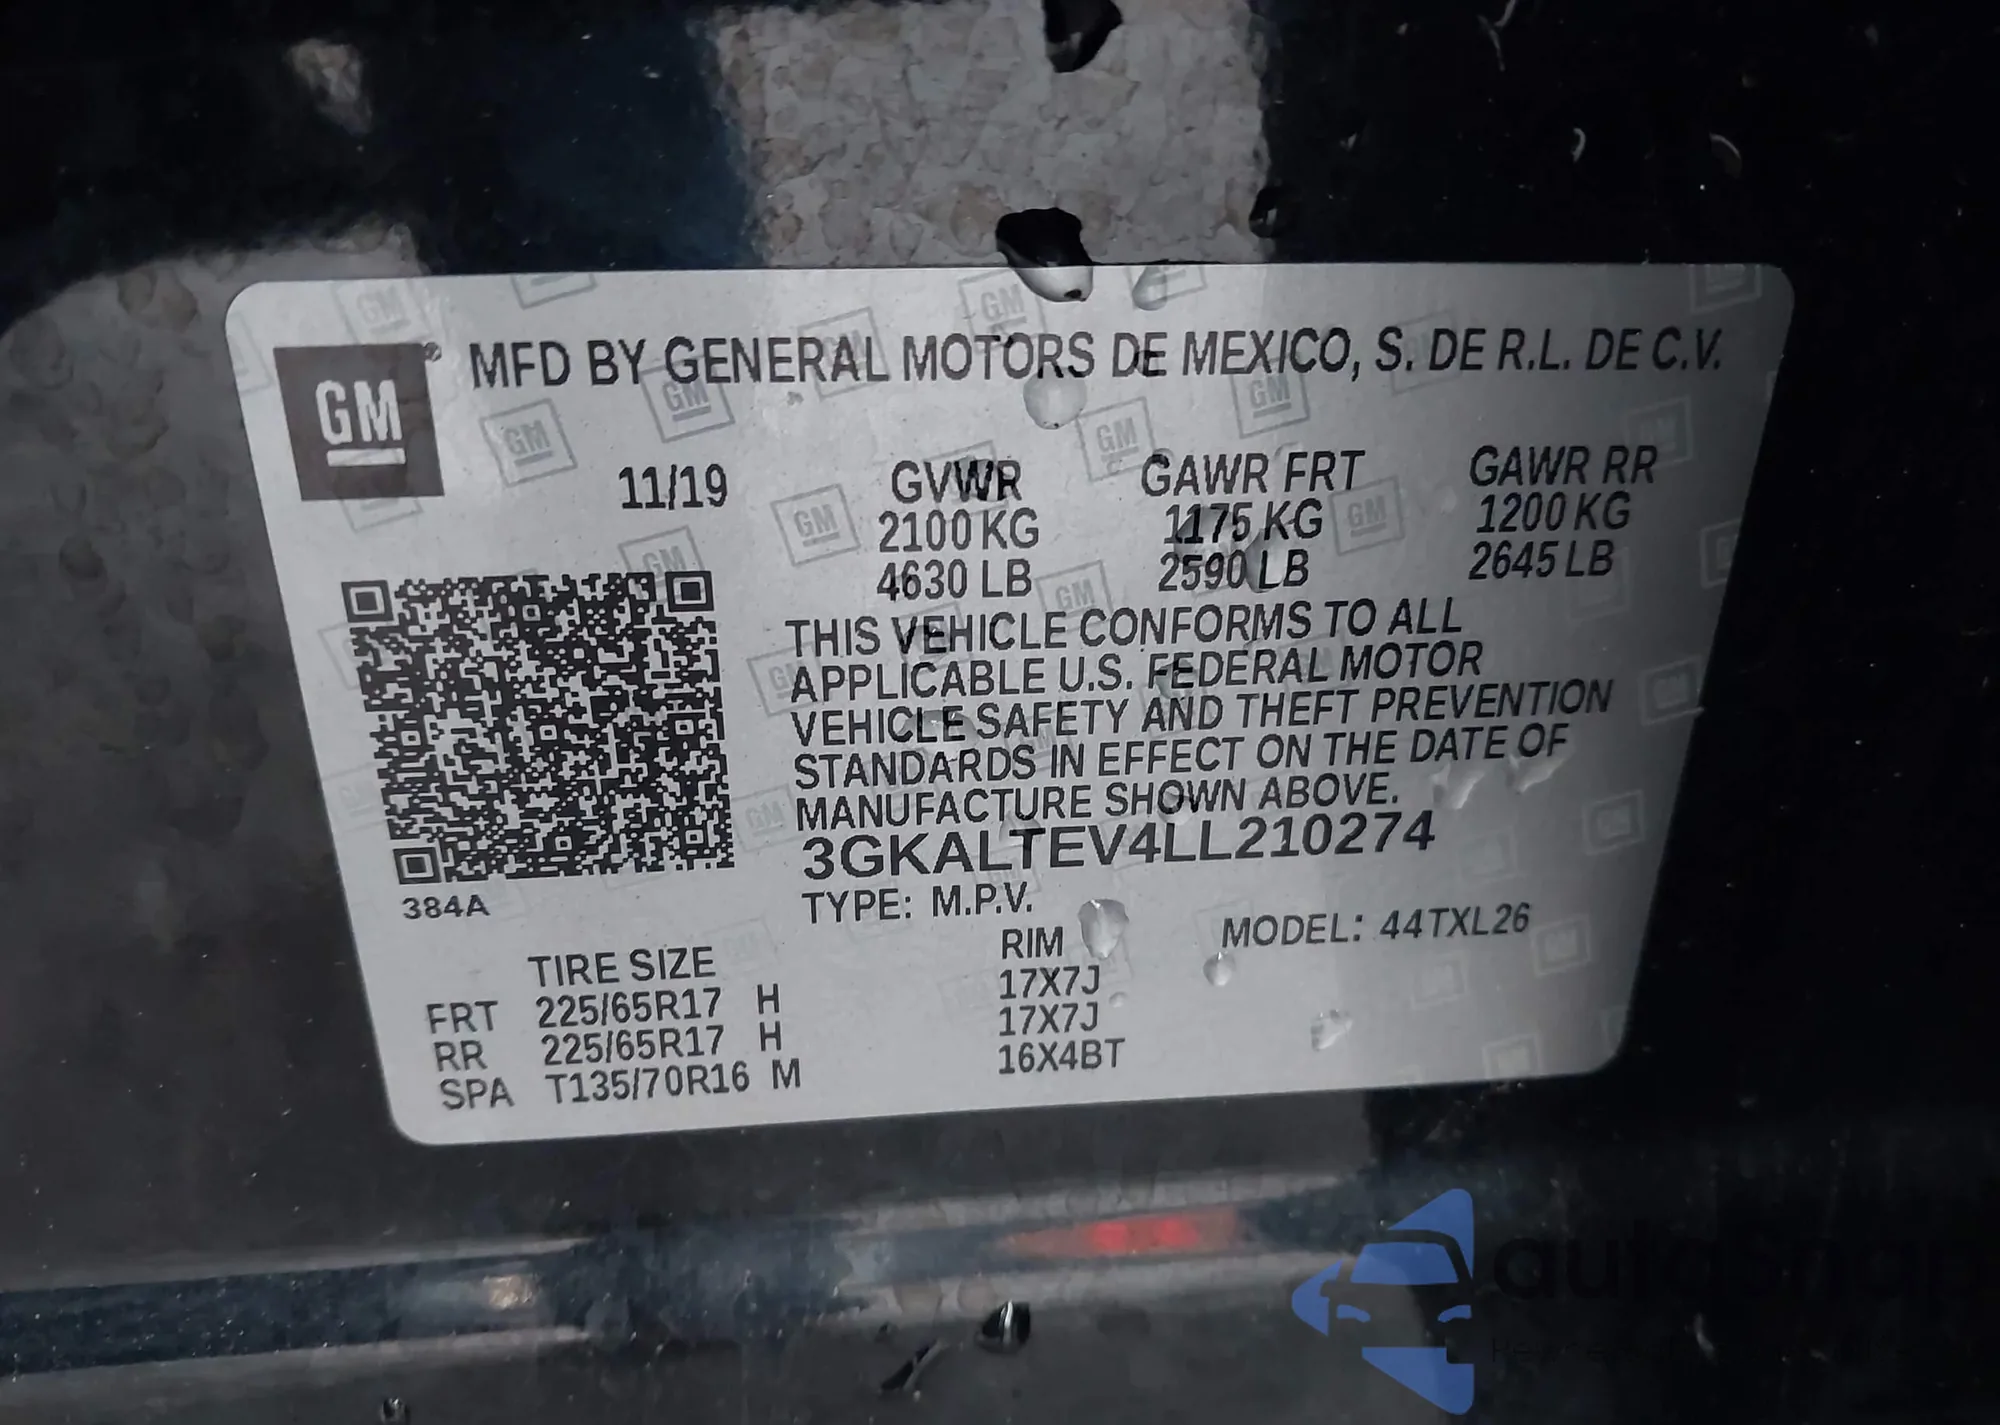 GM
MFD BY GENERAL MOTORS DE MEXICO, S. DE R.L. DE C.V.
11/19 GVWR GAWR FRT GAWR RR
2100 KG 1175 KG 1200 KG
4630 LB 2590 LB 2645 LB
THIS VEHICLE CONFORMS TO ALL
APPLICABLE U.S. FEDERAL MOTOR
VEHICLE SAFETY AND THEFT PREVENTION
STANDARDS IN EFFECT ON THE DATE OF
MANUFACTURE SHOWN ABOVE.
3GKALTEV4LL210274
384A
TYPE: M.P.V.
MODEL: 44TXL26
TIRE SIZE RIM
FRT 225/65R17 H 17X7J
RR 225/65R17 H 17X7J
SPA T135/70R16 M 16X4BT